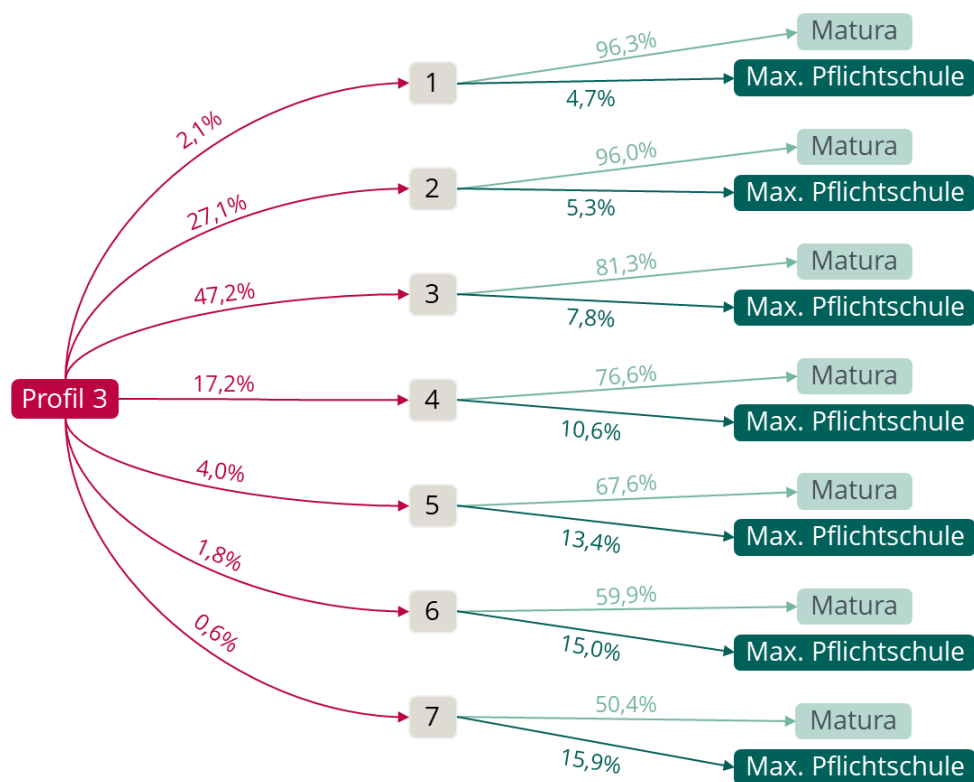 Matura
96,3%
1
Max. Pflichtschule
4,7%
2,1%
Matura
96,0%
2
Max. Pflichtschule
5,3%
27,1%
Matura
81,3%
3
47,2%
Max. Pflichtschule
7,8%
Matura
76,6%
17,2%
Profil 3
4
Max. Pflichtschule
10,6%
4,0%
Matura
67,6%
5
Max. Pflichtschule
13,4%
1,8%
Matura
59,9%
6
Max. Pflichtschule
15,0%
0,6%
Matura
50,4%
7
Max. Pflichtschule
15,9%